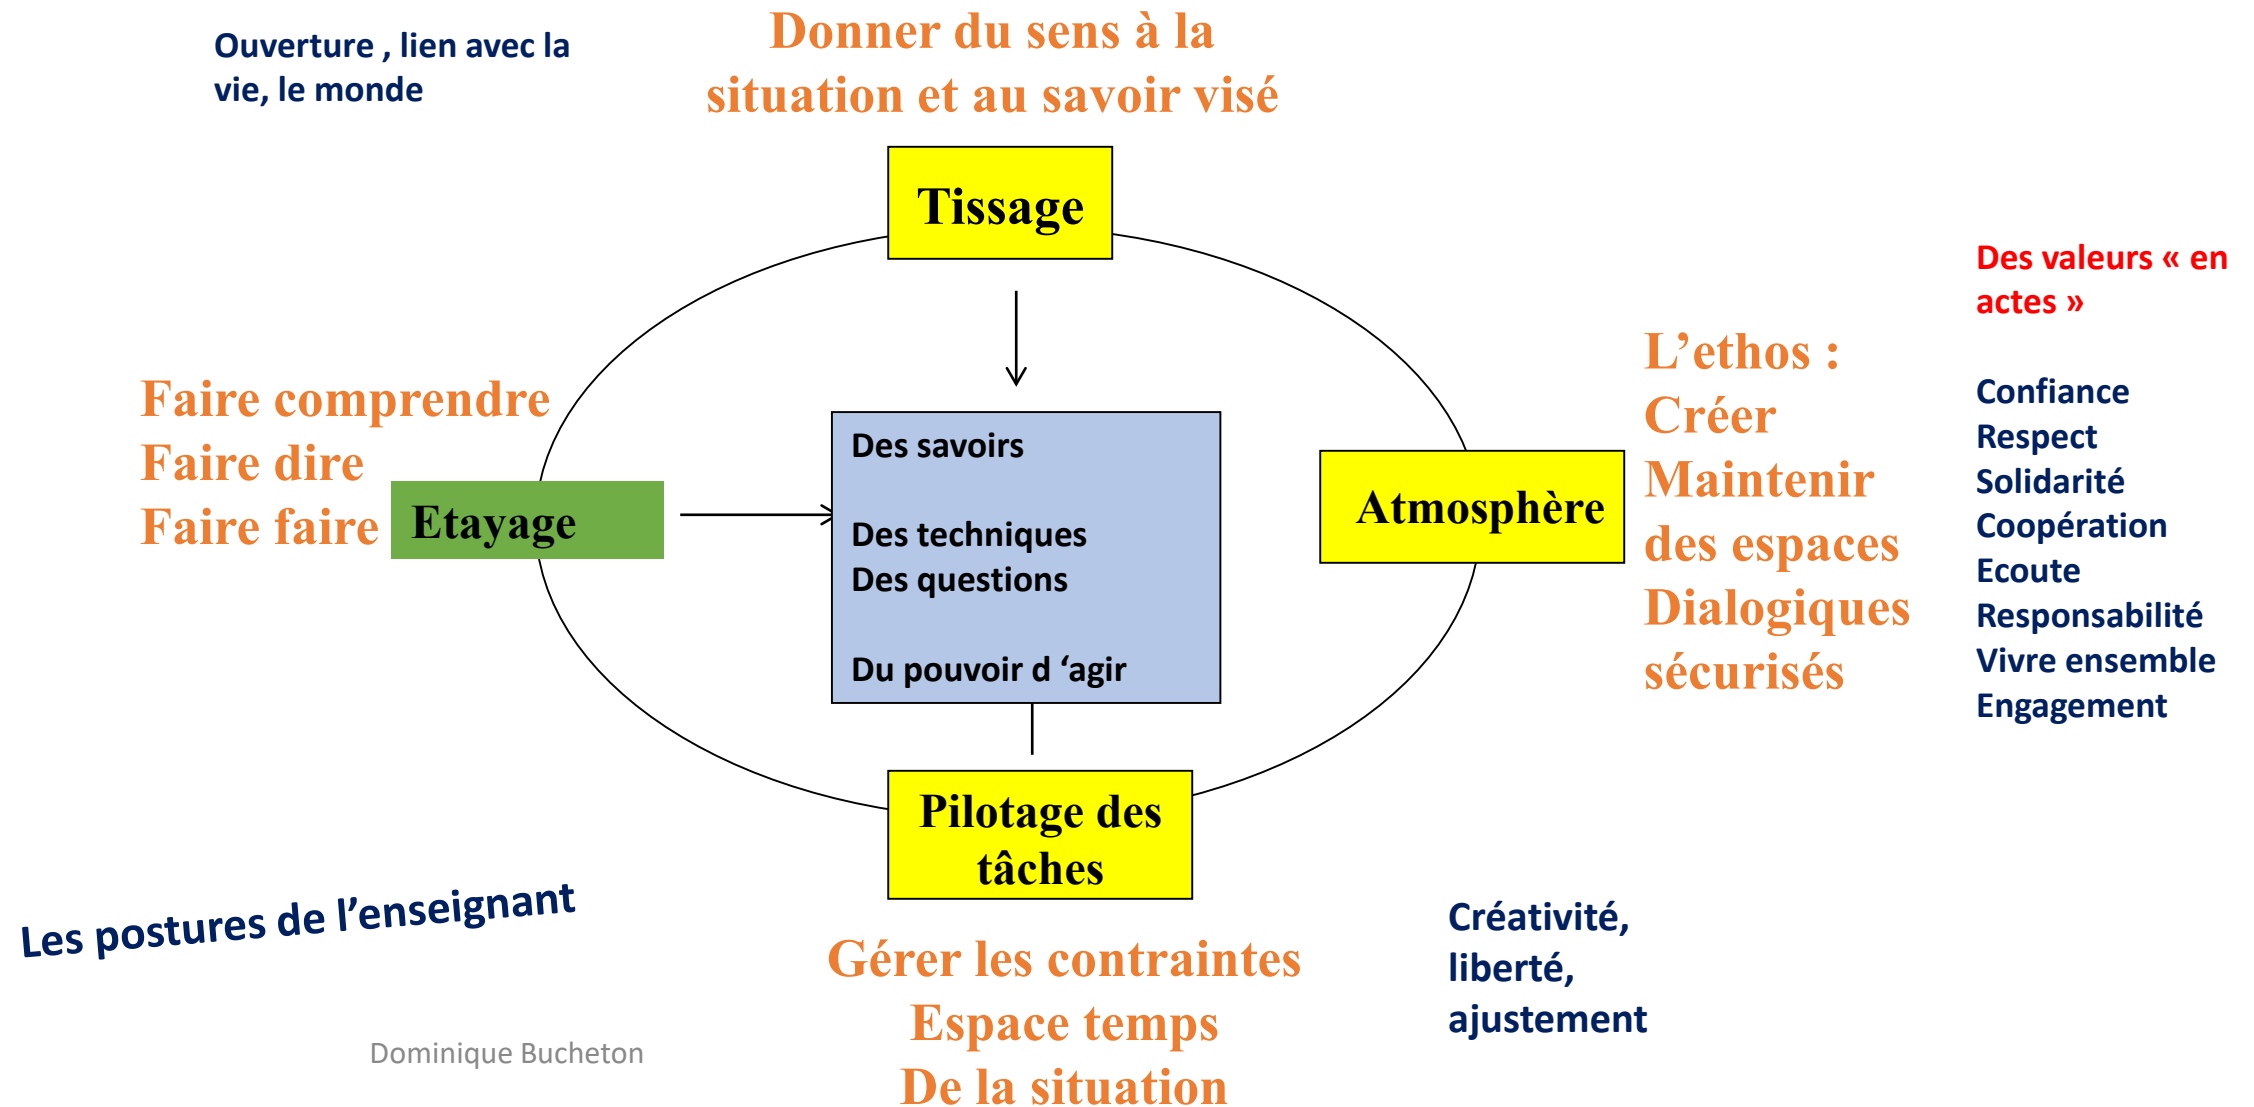 Ouverture , lien avec la
vie, le monde
Donner du sens à la
situation et au savoir visé
Tissage
Des valeurs « en
actes »
Faire comprendre
Faire dire
Faire faire
Etayage
Des savoirs
Des techniques
Des questions
Du pouvoir d ‘agir
Atmosphère
L’ethos :
Créer
Maintenir
des espaces
Dialogiques
sécurisés
Confiance
Respect
Solidarité
Coopération
Ecoute
Responsabilité
Vivre ensemble
Engagement
Pilotage des
tâches
Les postures de l’enseignant
Gérer les contraintes
Espace temps
De la situation
Créativité,
liberté,
ajustement
Dominique Bucheton